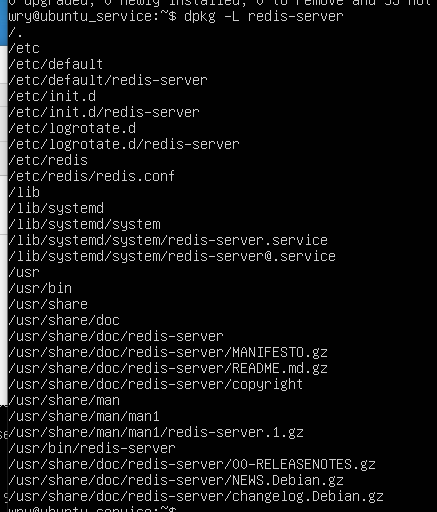 0 upgraded, 0 newly installed, 0 to remove and 35 not
wry@ubuntu_service:~$ dpkg -L redis-server
/.
/etc
/etc/default
/etc/default/redis-server
/etc/init.d
/etc/init.d/redis-server
/etc/logrotate.d
/etc/logrotate.d/redis-server
/etc/redis
/etc/redis/redis.conf
/lib
/lib/systemd
/lib/systemd/system
/lib/systemd/system/redis-server.service
/lib/systemd/system/redis-server@.service
/usr
/usr/bin
/usr/share
/usr/share/doc
/usr/share/doc/redis-server
/usr/share/doc/redis-server/MANIFESTO.gz
/usr/share/doc/redis-server/README.md.gz
/usr/share/doc/redis-server/copyright
/usr/share/man
/usr/share/man/man1
/usr/share/man/man1/redis-server.1.gz
/usr/bin/redis-server
/usr/share/doc/redis-server/00-RELEASENOTES.gz
/usr/share/doc/redis-server/NEWS.Debian.gz
/usr/share/doc/redis-server/changelog.Debian.gz
wry@ubuntu_service:~$